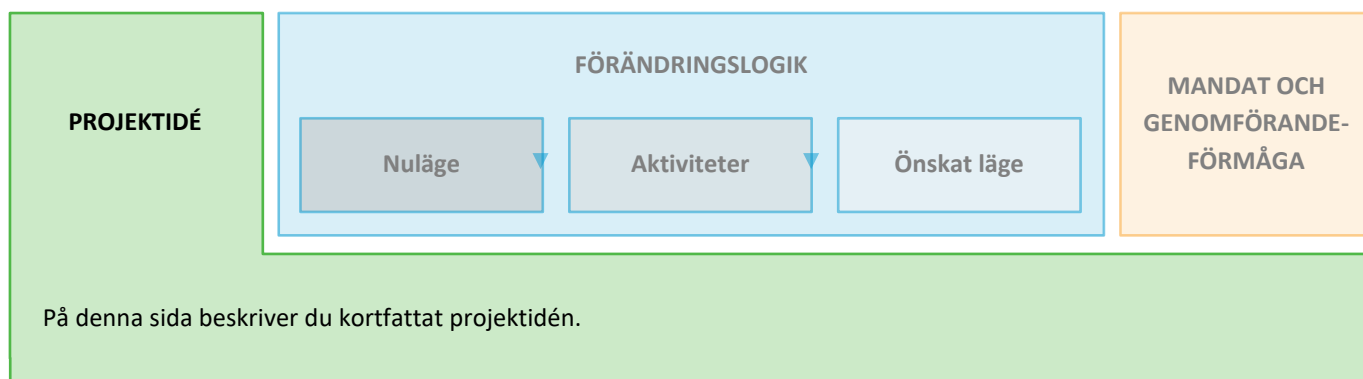 PROJEKTIDÉ
FÖRÄNDRINGSLOGIK
Nuläge
Aktiviteter
Önskat läge
MANDAT OCH
GENOMFÖRANDE-
FÖRMÅGA
På denna sida beskriver du kortfattat projektidén.